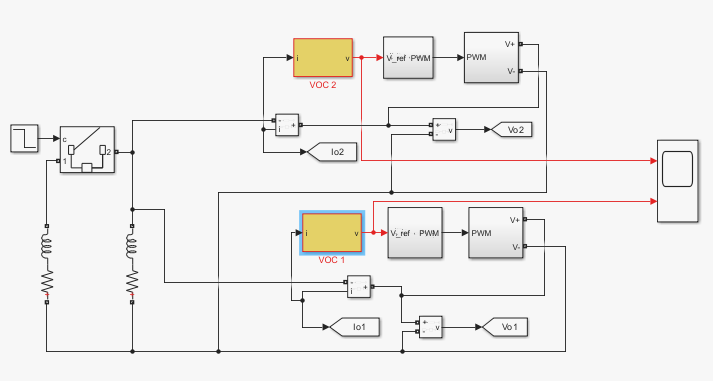 i
v
V_ref
PWM
PWM
V+
V-
VOC 2
-
i
+
+
-
v
Vo2
Io2
c
1
2
i
v
V_ref
PWM
PWM
V+
V-
VOC 1
-
i
+
+
-
v
Vo1
Io1
+
+